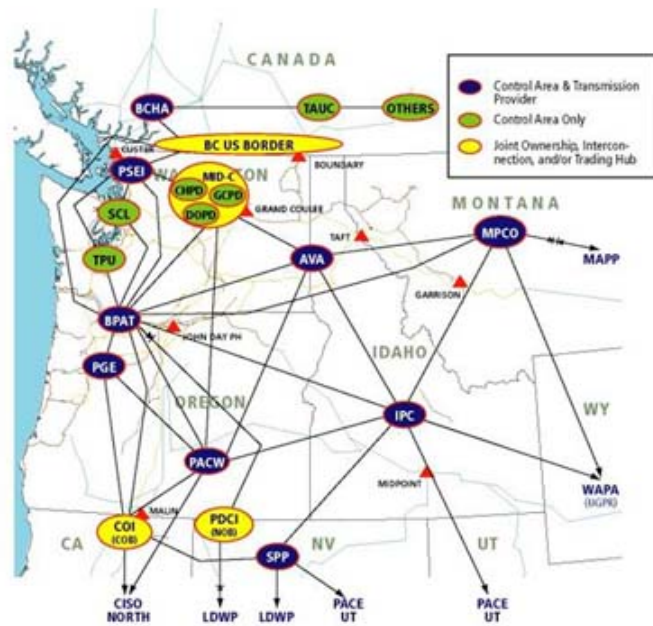 CANADA
Control Area & Transmission
Provider
Control Area Only
Joint Ownership, Interconnection, and/or Trading Hub
BCHA
TAUC
OTHERS
BC US BORDER
CUSTER
PSEI
BOUNDARY
MID-C
CHPD
GCPD
DOPD
GRAND COULEE
SCL
TPU
MONTANA
TAFT
MPCO
MAPP
AVA
GARRISON
BPAT
JOHN DAY PH
PGE
IDAHO
OREGON
IPC
WY
PACW
MIDPOINT
WAPA
(UGPR)
MALIN
CA
COI
(COB)
PDCI
(NOB)
NV
UT
SPP
CISO
NORTH
LDWP
LDWP
PACE
UT
PACE
UT